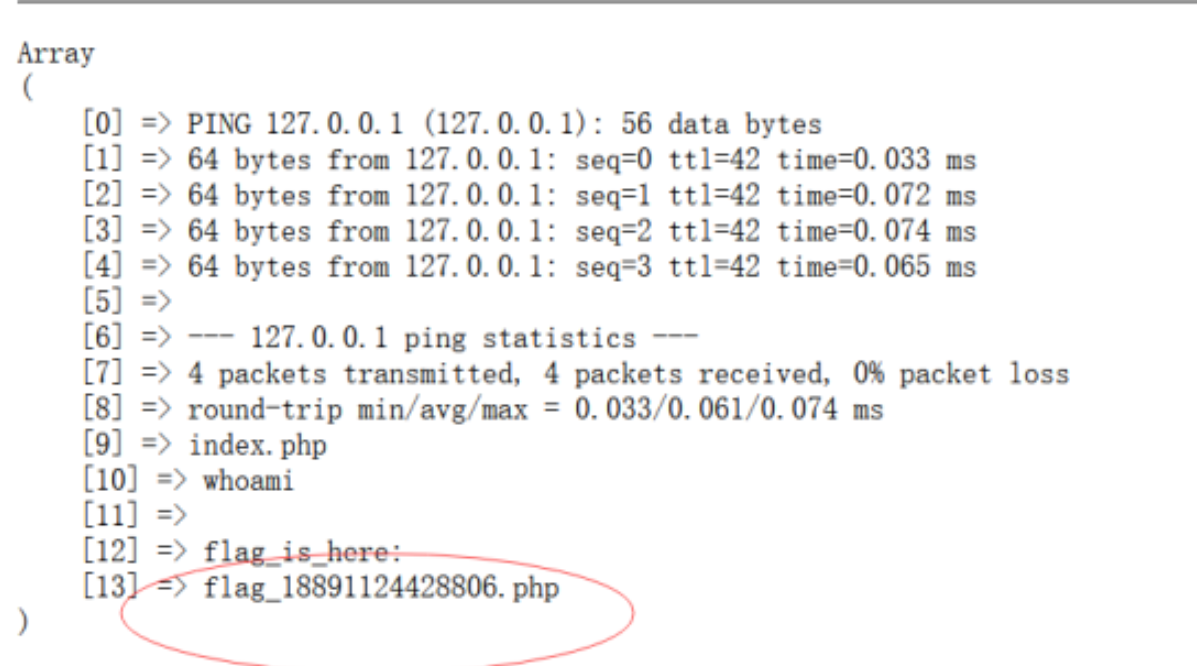 Array
(
[0] => PING 127.0.0.1 (127.0.0.1): 56 data bytes
[1] => 64 bytes from 127.0.0.1: seq=0 ttl=42 time=0.033 ms
[2] => 64 bytes from 127.0.0.1: seq=1 ttl=42 time=0.072 ms
[3] => 64 bytes from 127.0.0.1: seq=2 ttl=42 time=0.074 ms
[4] => 64 bytes from 127.0.0.1: seq=3 ttl=42 time=0.065 ms
[5] =>
[6] => --- 127.0.0.1 ping statistics ---
[7] => 4 packets transmitted, 4 packets received, 0% packet loss
[8] => round-trip min/avg/max = 0.033/0.061/0.074 ms
[9] => index.php
[10] => whoami
[11] =>
[12] => flag_is_here:
[13] => flag_18891124428806.php
)